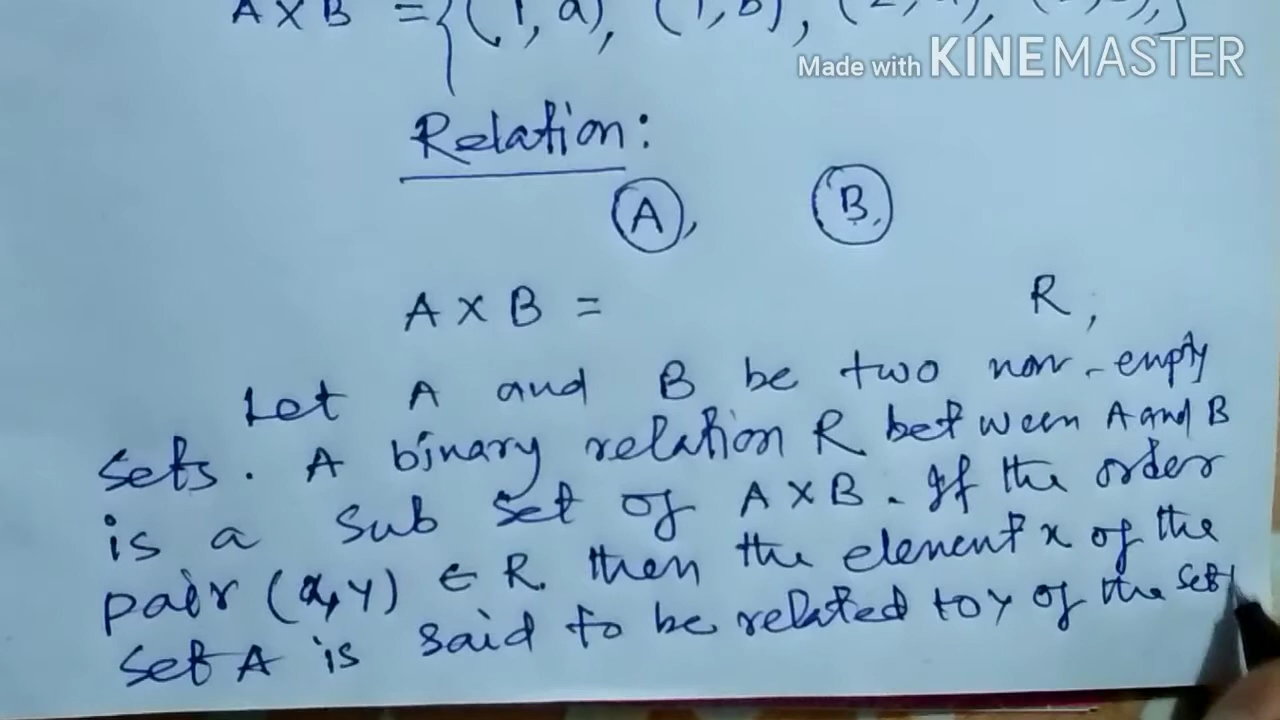 A X B = {(1, a), (1, b), (2, a),
Made with KINEMASTER
Relation:
A, B
A X B = R,
Let A and B be two non-empty
sets. A binary relation R between A and B
is a sub set of A X B. If the order
pair (x, y) ∈ R. then the element x of the
set A is said to be related to y of the set